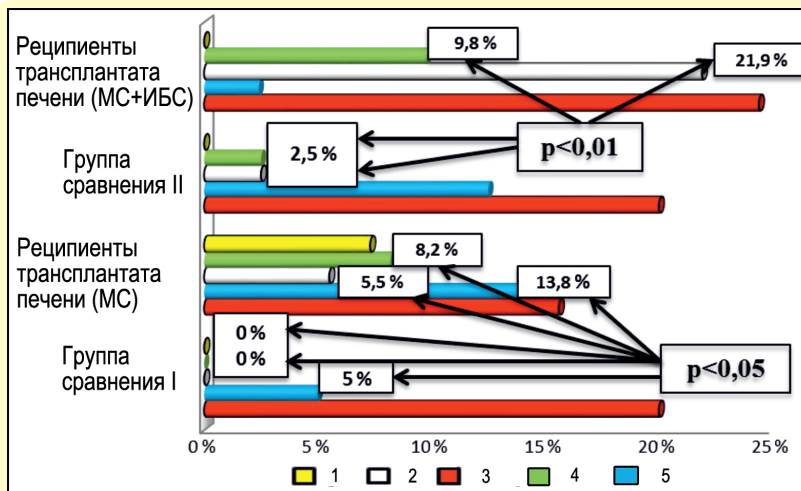 Реципиенты
трансплантата
печени (МС+ИБС)
9,8 %
21,9 %
Группа
сравнения II
2,5 %
p<0,01
Реципиенты
трансплантата
печени (МС)
8,2 %
5,5 %
13,8 %
Группа
сравнения I
0 %
0 %
5 %
p<0,05
0 % 5 % 10 % 15 % 20 % 25 %
1 2 3 4 5